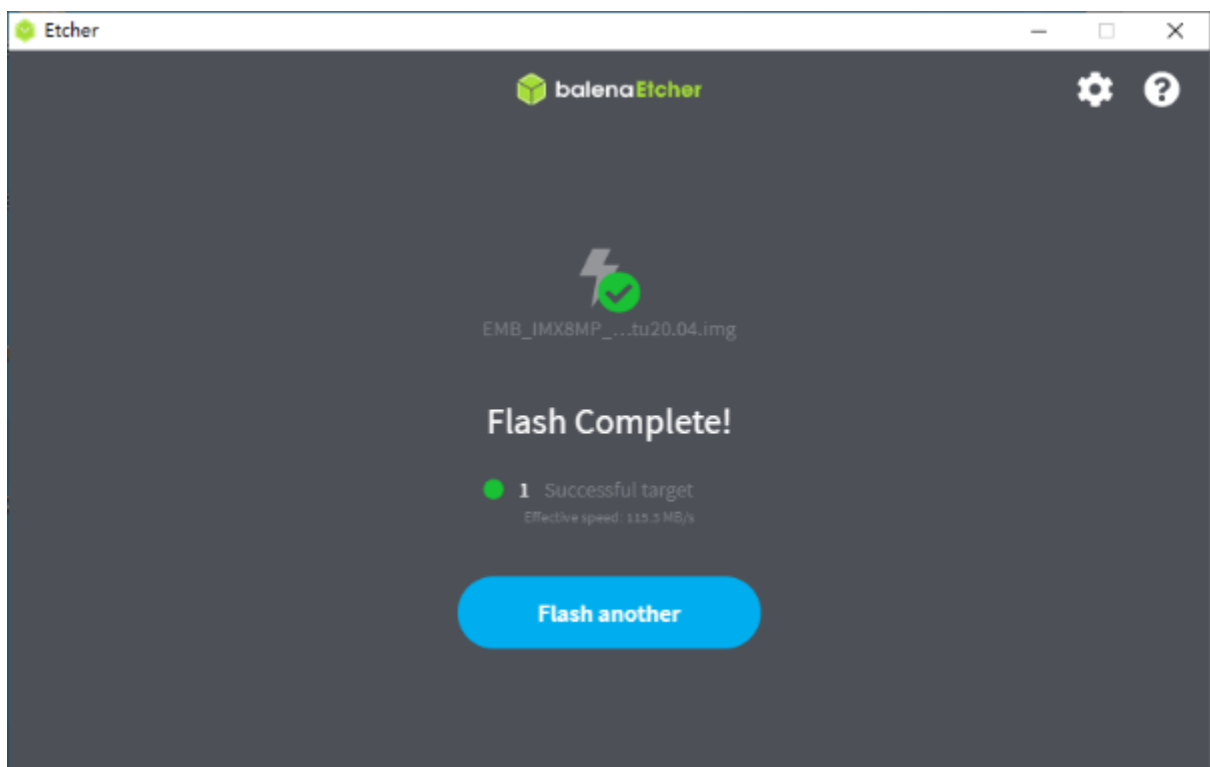 Etcher
balenaEtcher
EMB_IMX8MP_...tu20.04.img
Flash Complete!
1 Successful target
Effective speed: 115.3 MB/s
Flash another